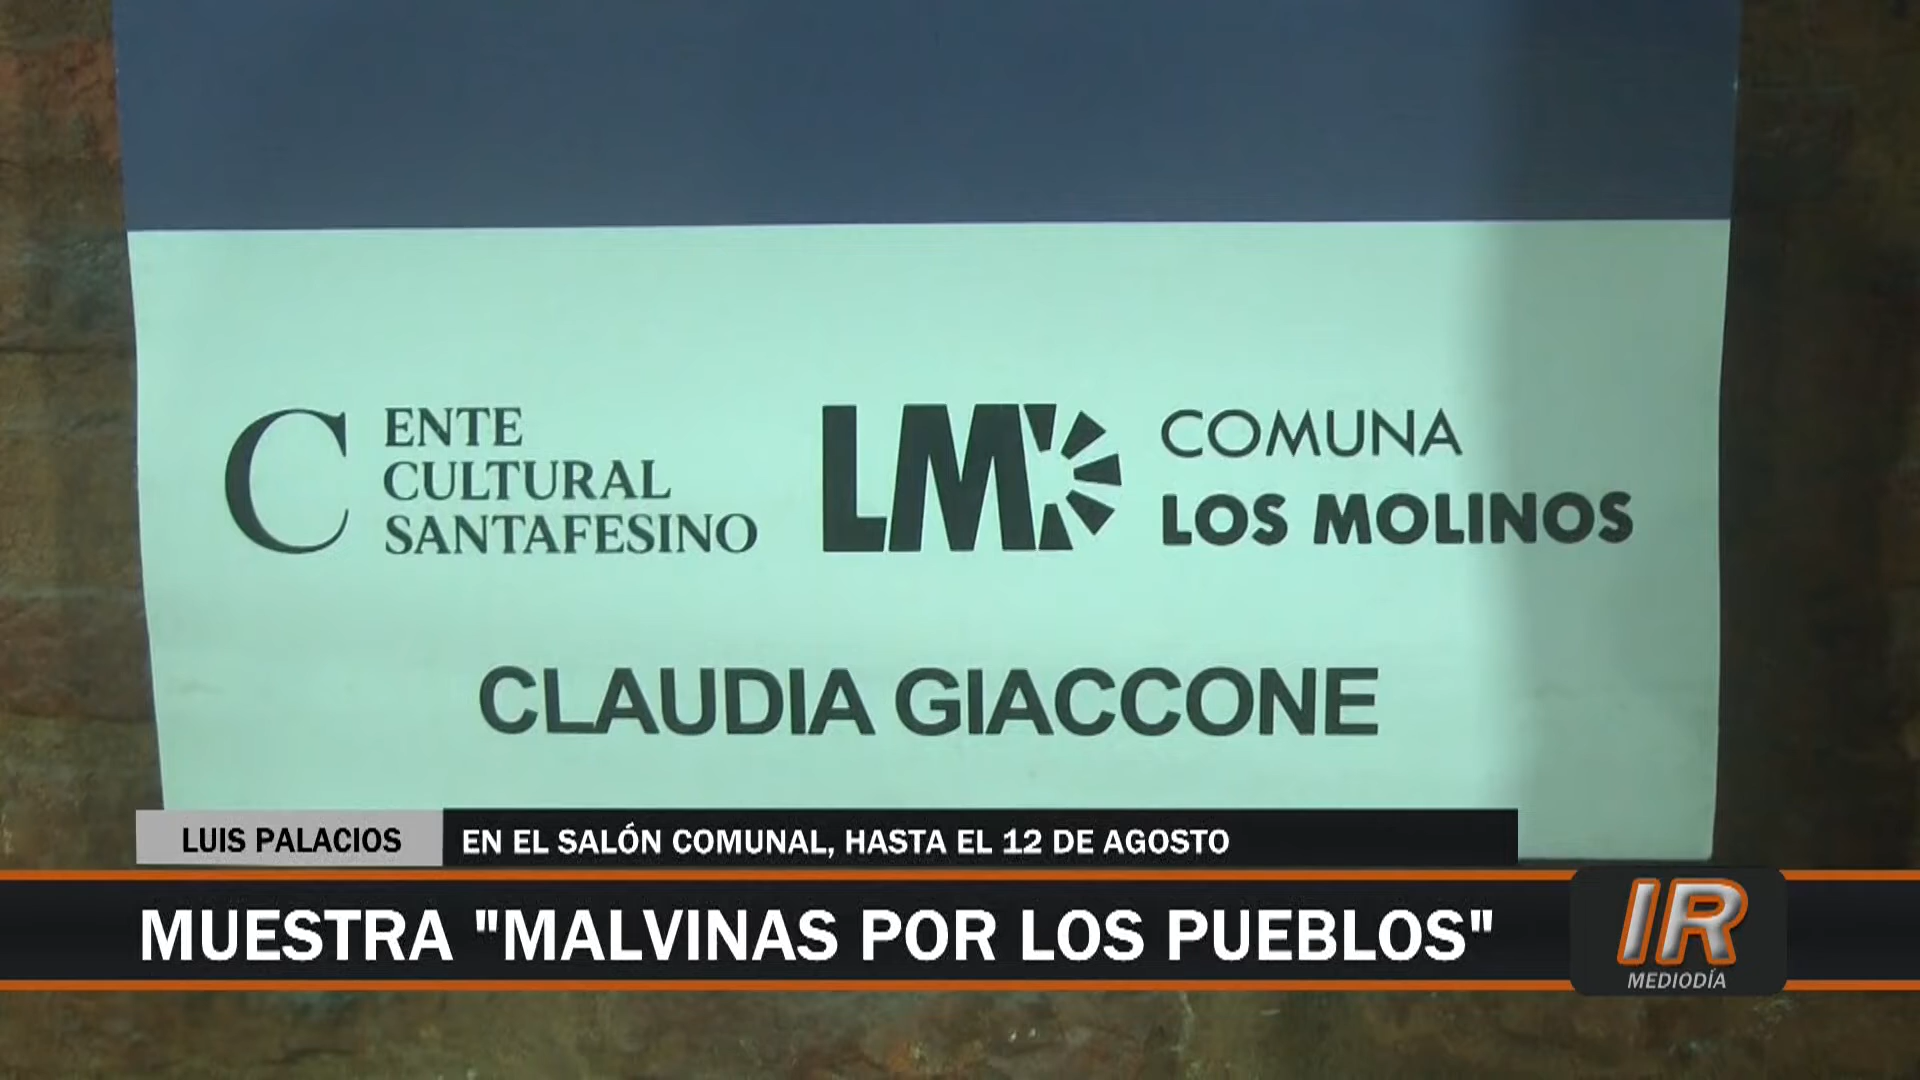 C ENTE
CULTURAL
SANTAFESINO
LM
COMUNA
LOS MOLINOS
CLAUDIA GIACCONE
LUIS PALACIOS
EN EL SALÓN COMUNAL, HASTA EL 12 DE AGOSTO
MUESTRA "MALVINAS POR LOS PUEBLOS"
IR
MEDIODÍA